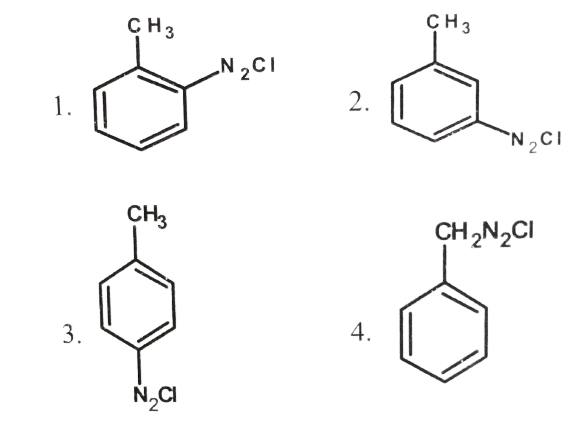 CH3
N2Cl
1.
CH3
2.
N2Cl
CH3
3.
N2Cl
CH2N2Cl
4.